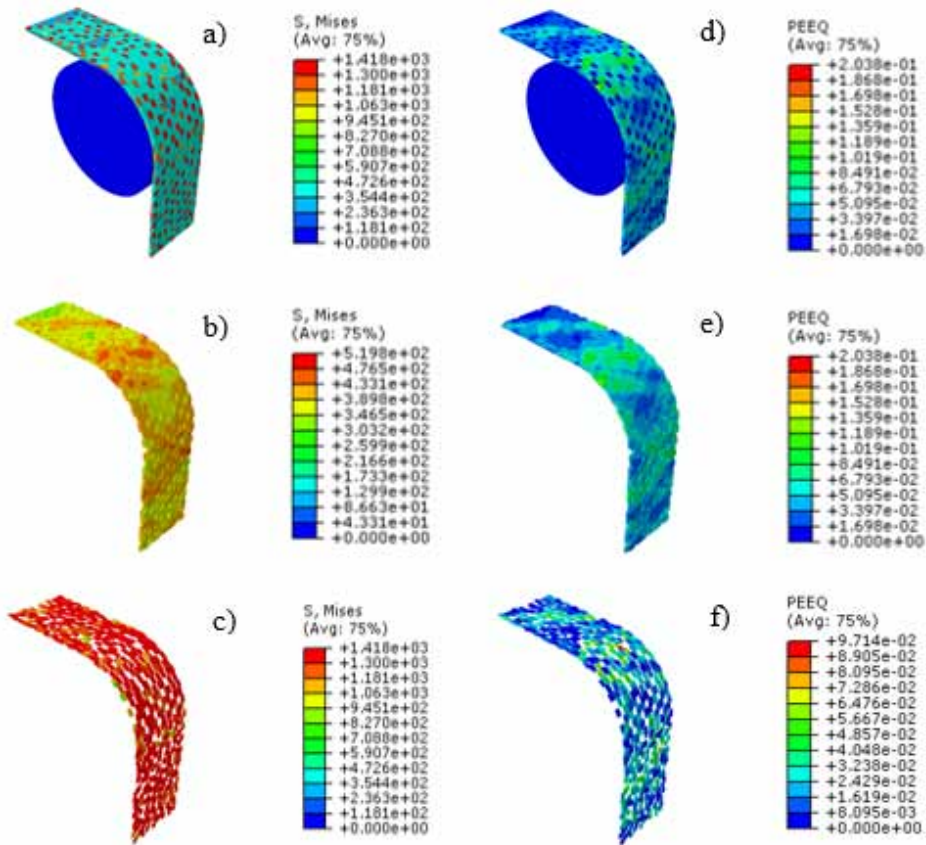 a)
S, Mises
(Avg: 75%)
+1.418e+03
+1.300e+03
+1.181e+03
+1.063e+03
+9.451e+02
+8.270e+02
+7.088e+02
+5.907e+02
+4.726e+02
+3.544e+02
+2.363e+02
+1.181e+02
+0.000e+00
d)
PEEQ
(Avg: 75%)
+2.038e-01
+1.868e-01
+1.698e-01
+1.528e-01
+1.359e-01
+1.189e-01
+1.019e-01
+8.491e-02
+6.793e-02
+5.095e-02
+3.397e-02
+1.698e-02
+0.000e+00
b)
S, Mises
(Avg: 75%)
+5.198e+02
+4.765e+02
+4.331e+02
+3.898e+02
+3.465e+02
+3.032e+02
+2.599e+02
+2.166e+02
+1.733e+02
+1.299e+02
+8.663e+01
+4.331e+01
+0.000e+00
e)
PEEQ
(Avg: 75%)
+2.038e-01
+1.868e-01
+1.698e-01
+1.528e-01
+1.359e-01
+1.189e-01
+1.019e-01
+8.491e-02
+6.793e-02
+5.095e-02
+3.397e-02
+1.698e-02
+0.000e+00
c)
S, Mises
(Avg: 75%)
+1.418e+03
+1.300e+03
+1.181e+03
+1.063e+03
+9.451e+02
+8.270e+02
+7.088e+02
+5.907e+02
+4.726e+02
+3.544e+02
+2.363e+02
+1.181e+02
+0.000e+00
f)
PEEQ
(Avg: 75%)
+9.714e-02
+8.905e-02
+8.095e-02
+7.286e-02
+6.476e-02
+5.667e-02
+4.857e-02
+4.048e-02
+3.238e-02
+2.429e-02
+1.619e-02
+8.095e-03
+0.000e+00